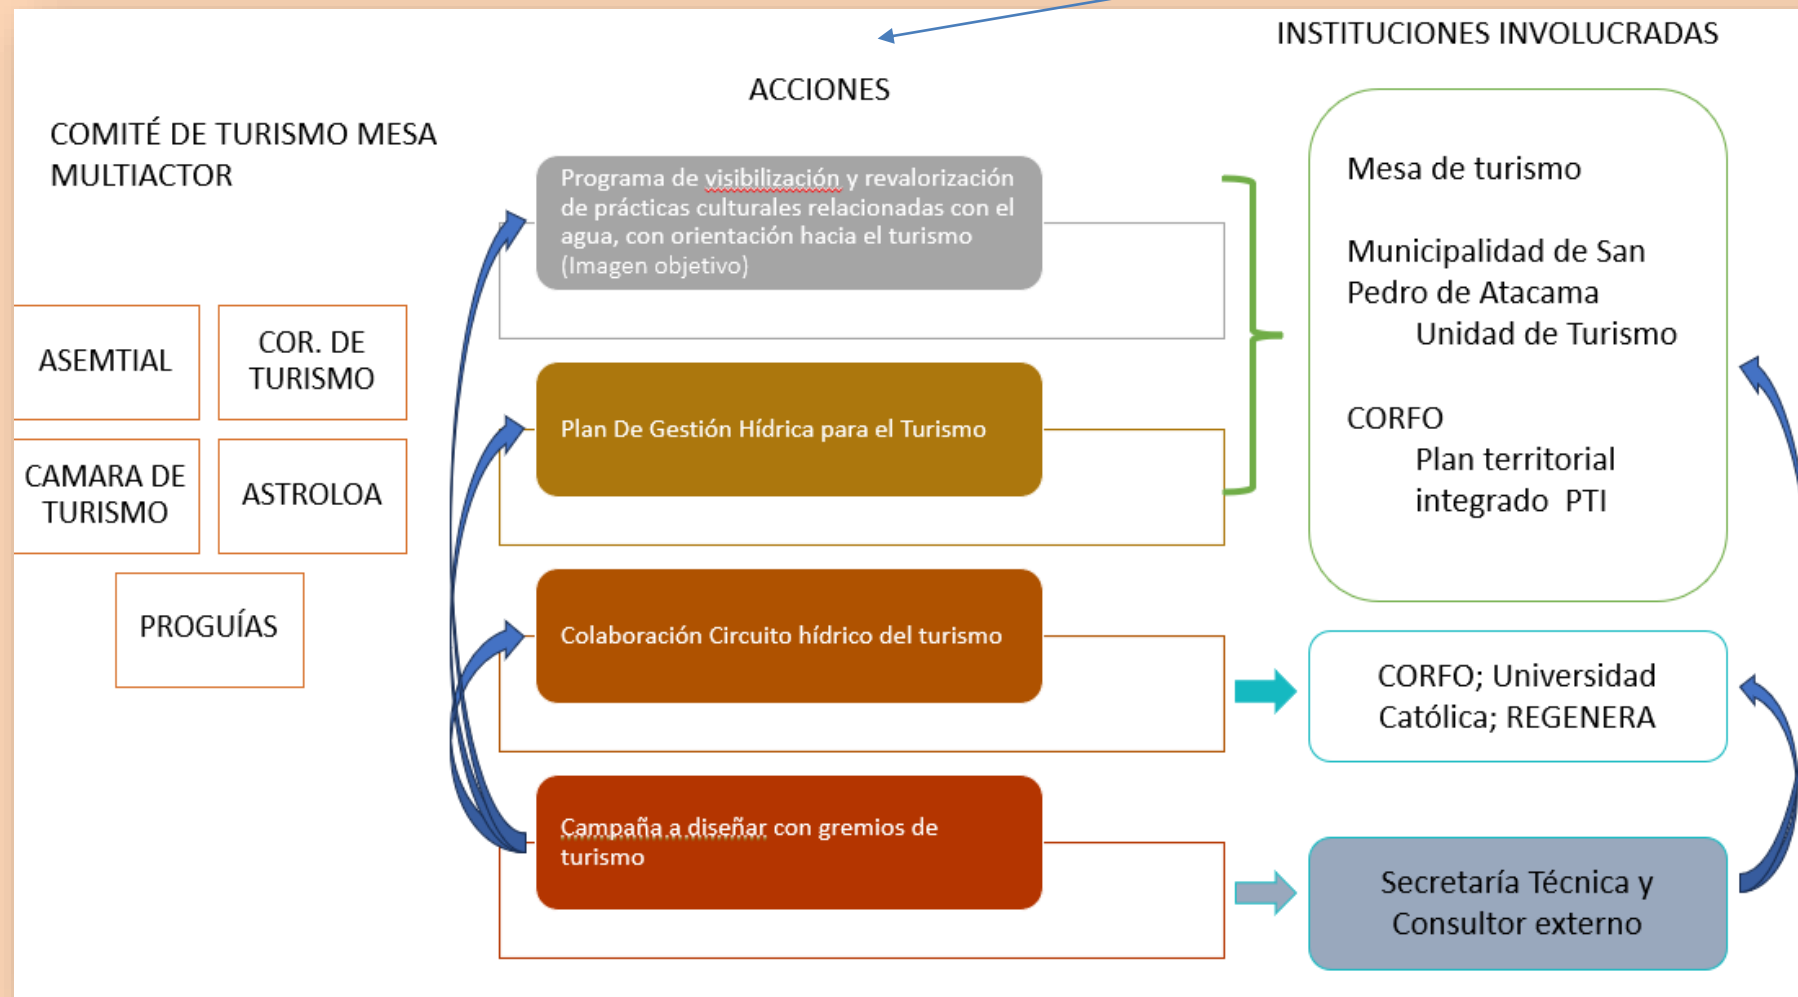 INSTITUCIONES INVOLUCRADAS
ACCIONES
COMITÉ DE TURISMO MESA
MULTIACTOR
ASEMTIAL
COR. DE
TURISMO
CAMARA DE
TURISMO
ASTROLOA
PROGUÍAS
Programa de visibilización y revalorización
de prácticas culturales relacionadas con el
agua, con orientación hacia el turismo
(Imagen objetivo)
Plan De Gestión Hídrica para el Turismo
Colaboración Circuito hídrico del turismo
Campaña a diseñar con gremios de
turismo
Mesa de turismo
Municipalidad de San
Pedro de Atacama
Unidad de Turismo
CORFO
Plan territorial
integrado PTI
CORFO; Universidad
Católica; REGENERA
Secretaría Técnica y
Consultor externo